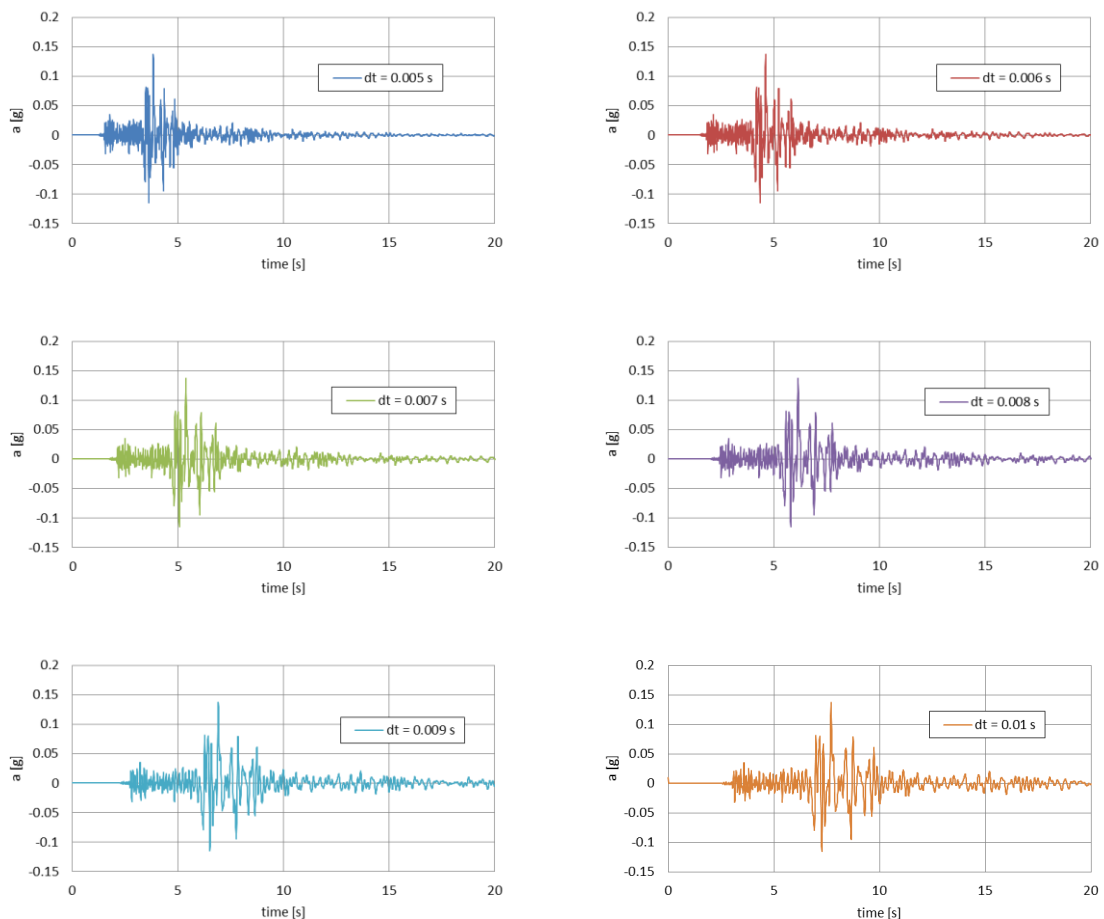 0.2
0.15
0.1
0.05
0
-0.05
-0.1
-0.15
a [g]
dt = 0.005 s
0 5 10 15 20
time [s]
0.2
0.15
0.1
0.05
0
-0.05
-0.1
-0.15
a [g]
dt = 0.006 s
0 5 10 15 20
time [s]
0.2
0.15
0.1
0.05
0
-0.05
-0.1
-0.15
a [g]
dt = 0.007 s
0 5 10 15 20
time [s]
0.2
0.15
0.1
0.05
0
-0.05
-0.1
-0.15
a [g]
dt = 0.008 s
0 5 10 15 20
time [s]
0.2
0.15
0.1
0.05
0
-0.05
-0.1
-0.15
a [g]
dt = 0.009 s
0 5 10 15 20
time [s]
0.2
0.15
0.1
0.05
0
-0.05
-0.1
-0.15
a [g]
dt = 0.01 s
0 5 10 15 20
time [s]